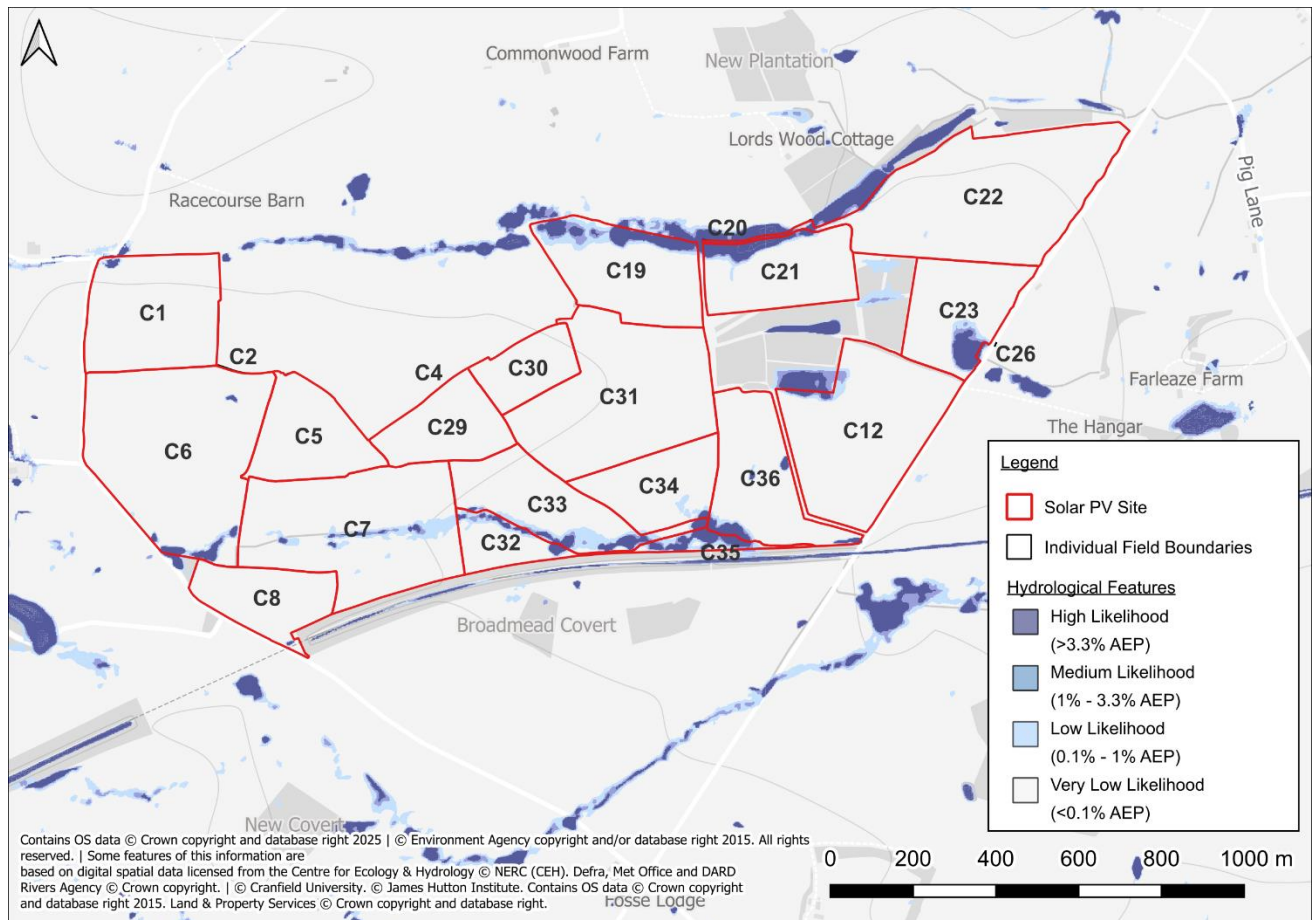 Commonwood Farm
New Plantation
Lords Wood Cottage
Pig Lane
Racecourse Barn
C22
C20
C19
C21
C1
C23
C2
C26
C4
C30
Farleaze Farm
C31
C29
The Hangar
C5
C6
C12
C34
C36
C33
C7
C32
C35
C8
Broadmead Covert
New Covert
Fosse Lodge
Legend
Solar PV Site
Individual Field Boundaries
Hydrological Features
High Likelihood
(>3.3% AEP)
Medium Likelihood
(1% - 3.3% AEP)
Low Likelihood
(0.1% - 1% AEP)
Very Low Likelihood
(<0.1% AEP)
Contains OS data © Crown copyright and database right 2025 | © Environment Agency copyright and/or database right 2015. All rights
reserved. | Some features of this information are
based on digital spatial data licensed from the Centre for Ecology & Hydrology © NERC (CEH). Defra, Met Office and DARD
Rivers Agency © Crown copyright. | © Cranfield University. © James Hutton Institute. Contains OS data © Crown copyright
and database right 2015. Land & Property Services © Crown copyright and database right.
0 200 400 600 800 1000 m